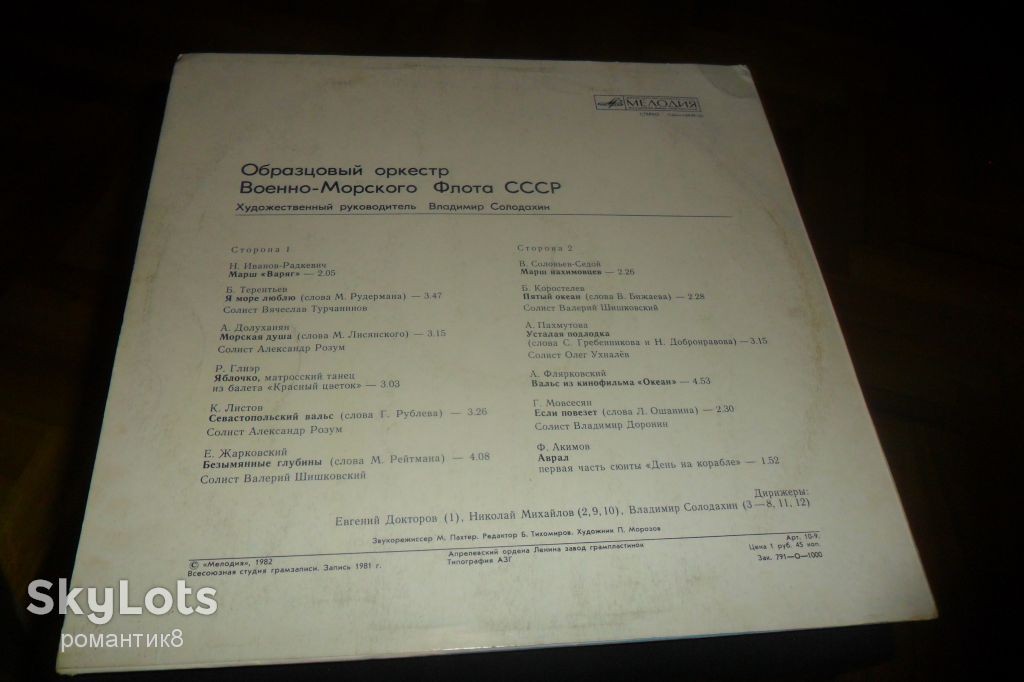 МЕЛОДИЯ
СТЕРЕО
Образцовый оркестр
Военно-Морского Флота СССР
Художественный руководитель Владимир Солодахин
Сторона 1
Н. Иванов-Радкевич
Марш «Варяг» — 2.05
Б. Терентьев
Я море люблю (слова М. Рудермана) — 3.47
Солист Вячеслав Турчанинов
А. Долуханян
Морская душа (слова М. Лисянского) — 3.15
Солист Александр Розум
Р. Глиэр
Яблочко, матросский танец
из балета «Красный цветок» — 3.03
К. Листов
Севастопольский вальс (слова Г. Рублева) — 3.26
Солист Александр Розум
Е. Жарковский
Безымянные глубины (слова М. Рейтмана) — 4.08
Солист Валерий Шишковский
Сторона 2
В. Соловьев-Седой
Марш нахимовцев — 2.26
Б. Коростелев
Пятый океан (слова В. Бижаева) — 2.28
Солист Валерий Шишковский
А. Пахмутова
Усталая подлодка
(слова С. Гребенникова и Н. Добронравова) — 3.15
Солист Олег Ухналёв
А. Флярковский
Вальс из кинофильма «Океан» — 4.53
Г. Мовсесян
Если повезет (слова Л. Ошанина) — 2.30
Солист Владимир Доронин
Ф. Акимов
Аврал
первая часть сюиты «День на корабле» — 1.52
Дирижеры:
Евгений Докторов (1), Николай Михайлов (2, 9, 10), Владимир Солодахин (3—8, 11, 12)
Звукорежиссер М. Пахтер. Редактор Б. Тихомиров. Художник П. Морозов
© «Мелодия», 1982
Всесоюзная студия грамзаписи. Запись 1981 г.
Апрелевский ордена Ленина завод грампластинок
Типография АЗГ
Арт. 10-9.
Цена 1 руб. 45 коп.
Зак. 791—О—1000
SkyLots
романтик8